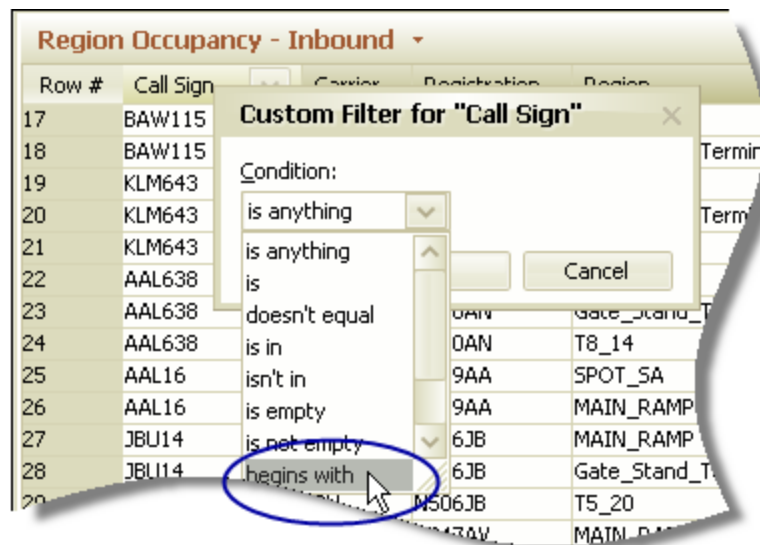 Region Occupancy - Inbound
Row # Call Sign Carrier Registration Region
Custom Filter for "Call Sign"
Condition:
is anything
Cancel
is anything
is
doesn't equal
is in
isn't in
is empty
is not empty
begins with
17 BAW115
18 BAW115 Termin
19 KLM643
20 KLM643 Term
21 KLM643
22 AAL638
23 AAL638 0AN Gate_Stand_T
24 AAL638 0AN T8_14
25 AAL16 9AA SPOT_SA
26 AAL16 9AA MAIN_RAMP
27 JBU14 6JB MAIN_RAMP
28 JBU14 6JB Gate_Stand_T
29 N506JB T5_20